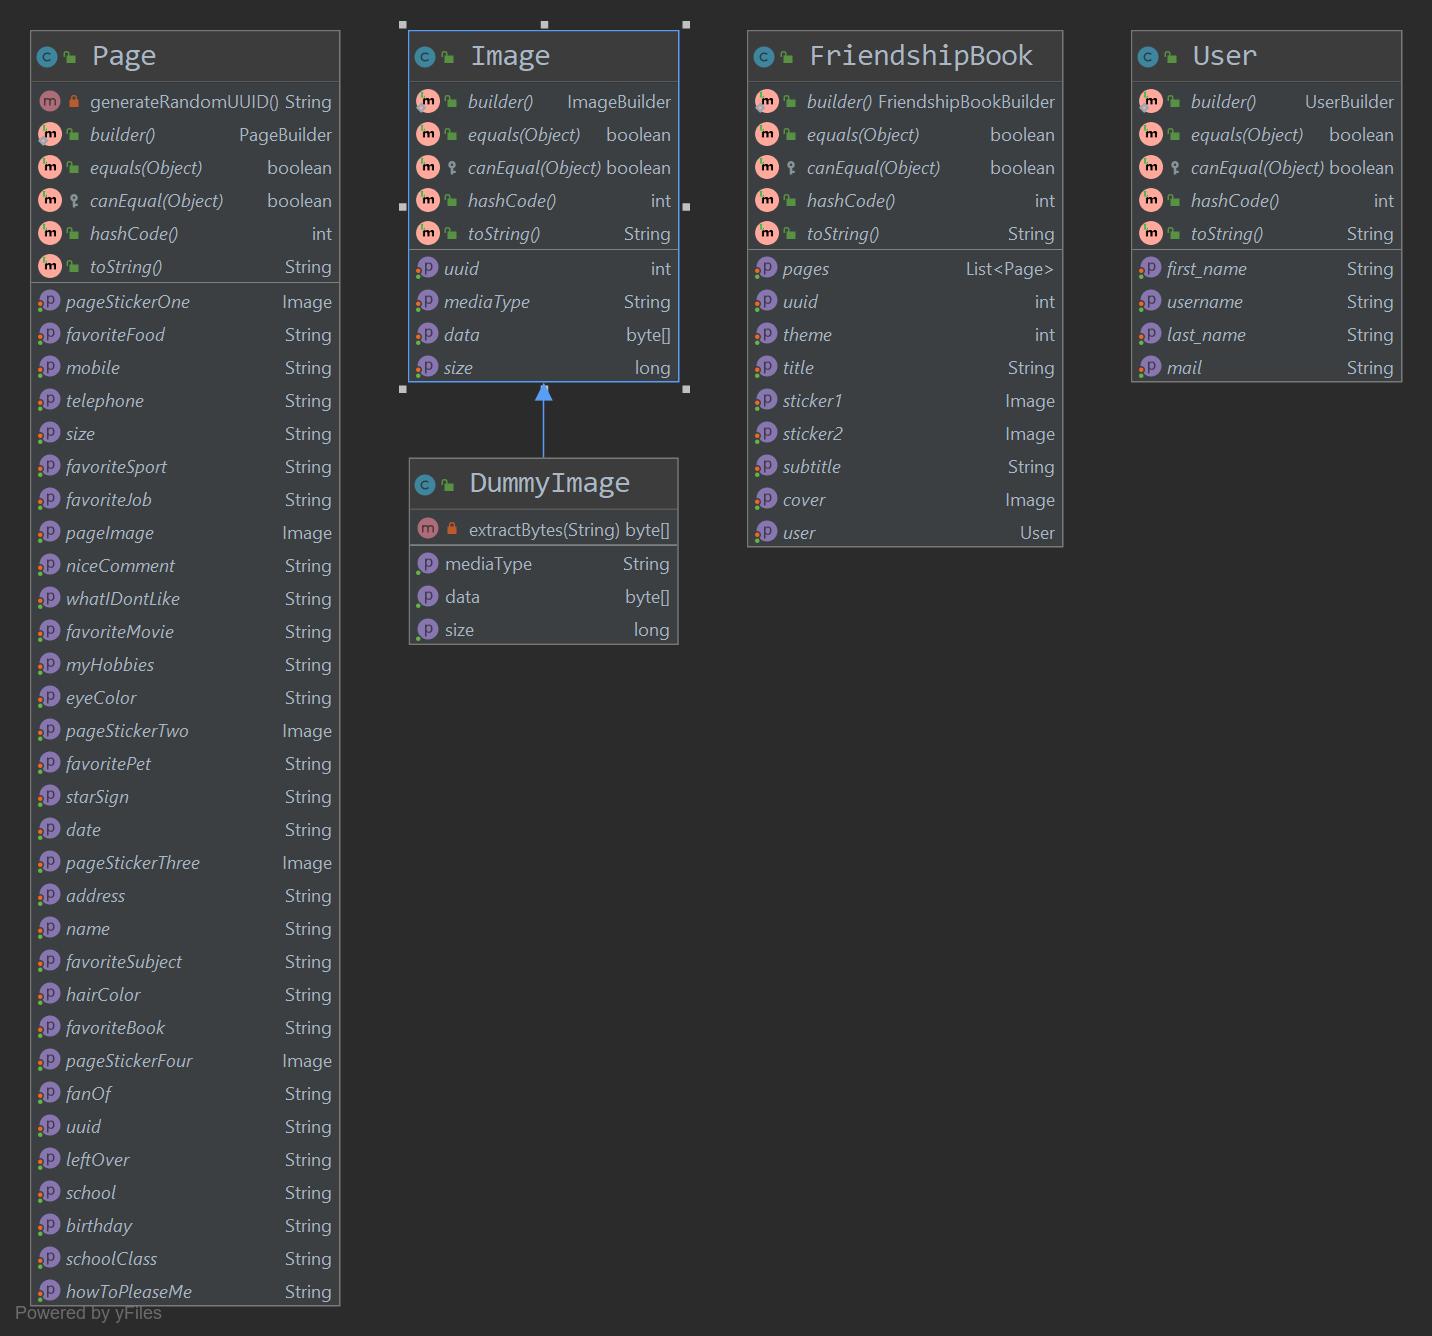 Page
generateRandomUUID() String
builder() PageBuilder
equals(Object) boolean
canEqual(Object) boolean
hashCode() int
toString() String
pageStickerOne Image
favoriteFood String
mobile String
telephone String
size String
favoriteSport String
favoriteJob String
pageImage Image
niceComment String
whatIDontLike String
favoriteMovie String
myHobbies String
eyeColor String
pageStickerTwo Image
favoritePet String
starSign String
date String
pageStickerThree Image
address String
name String
favoriteSubject String
hairColor String
favoriteBook String
pageStickerFour Image
fanOf String
uuid String
leftOver String
school String
birthday String
schoolClass String
howToPleaseMe String
Image
builder() ImageBuilder
equals(Object) boolean
canEqual(Object) boolean
hashCode() int
toString() String
uuid int
mediaType String
data byte[]
size long
DummyImage
extractBytes(String) byte[]
mediaType String
data byte[]
size long
FriendshipBook
builder() FriendshipBookBuilder
equals(Object) boolean
canEqual(Object) boolean
hashCode() int
toString() String
pages List<Page>
uuid int
theme int
title String
sticker1 Image
sticker2 Image
subtitle String
cover Image
user User
User
builder() UserBuilder
equals(Object) boolean
canEqual(Object) boolean
hashCode() int
toString() String
first_name String
username String
last_name String
mail String
Powered by yFiles